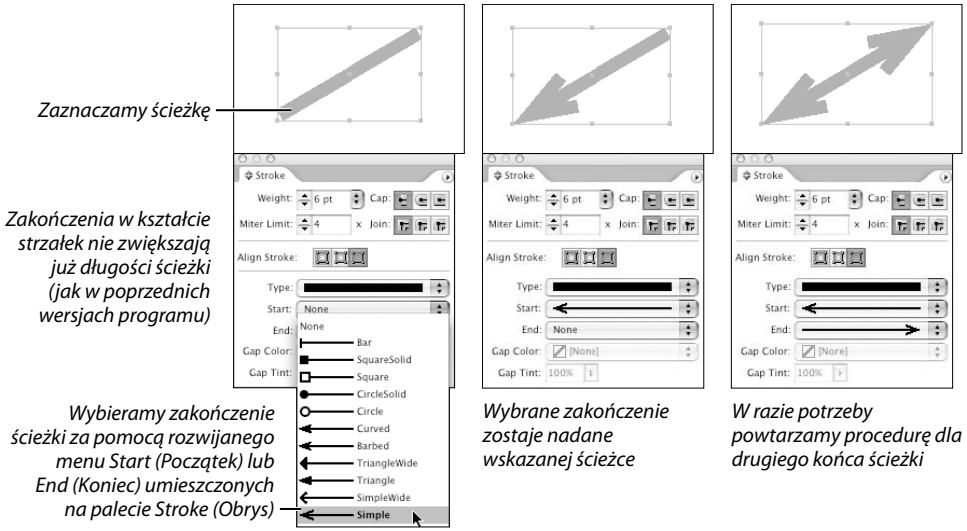 Zaznaczamy ścieżkę
Zakończenia w kształcie
strzałek nie zwiększają
już długości ścieżki
(jak w poprzednich
wersjach programu)
Wybieramy zakończenie
ścieżki za pomocą rozwijanego
menu Start (Początek) lub
End (Koniec) umieszczonych
na palecie Stroke (Obrys)
Stroke
Weight: 6 pt Cap:
Miter Limit: 4 x Join:
Align Stroke:
Type:
Start: None
End:
Gap Color:
Gap Tint:
None
Bar
SquareSolid
Square
CircleSolid
Circle
Curved
Barbed
TriangleWide
Triangle
SimpleWide
Simple
Stroke
Weight: 6 pt Cap:
Miter Limit: 4 x Join:
Align Stroke:
Type:
Start:
End: None
Gap Color: [None]
Gap Tint: 100%
Wybrane zakończenie
zostaje nadane
wskazanej ścieżce
Stroke
Weight: 6 pt Cap:
Miter Limit: 4 x Join:
Align Stroke:
Type:
Start:
End:
Gap Color: [None]
Gap Tint: 100%
W razie potrzeby
powtarzamy procedurę dla
drugiego końca ścieżki